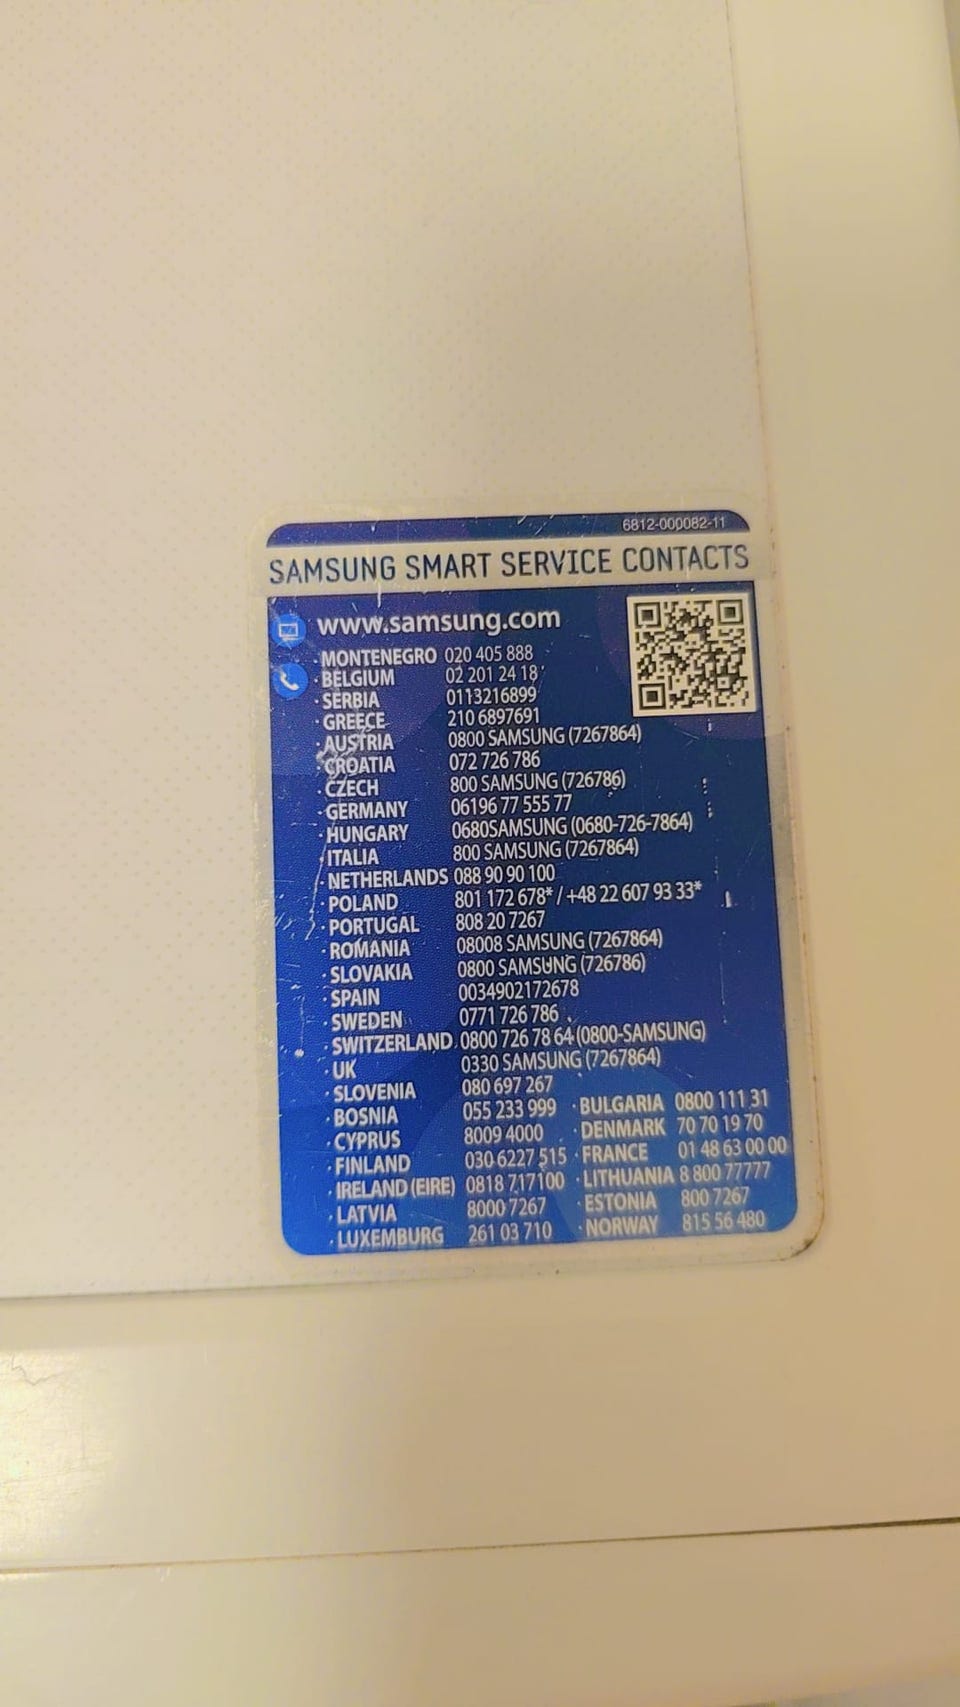 6812-000082-11
SAMSUNG SMART SERVICE CONTACTS
www.samsung.com
· MONTENEGRO 020 405 888
· BELGIUM 02 201 24 18
· SERBIA 0113216899
· GREECE 210 6897691
· AUSTRIA 0800 SAMSUNG (7267864)
· CROATIA 072 726 786
· CZECH 800 SAMSUNG (726786)
· GERMANY 06196 77 555 77
· HUNGARY 0680SAMSUNG (0680-726-7864)
· ITALIA 800 SAMSUNG (7267864)
· NETHERLANDS 088 90 90 100
· POLAND 801 172 678* / +48 22 607 93 33*
· PORTUGAL 808 20 7267
· ROMANIA 08008 SAMSUNG (7267864)
· SLOVAKIA 0800 SAMSUNG (726786)
· SPAIN 0034902172678
· SWEDEN 0771 726 786
· SWITZERLAND 0800 726 78 64 (0800-SAMSUNG)
· UK 0330 SAMSUNG (7267864)
· SLOVENIA 080 697 267
· BOSNIA 055 233 999 · BULGARIA 0800 111 31
· CYPRUS 8009 4000 · DENMARK 70 70 19 70
· FINLAND 030-6227 515 · FRANCE 01 48 63 00 00
· IRELAND (EIRE) 0818 717100 · LITHUANIA 8 800 77777
· LATVIA 8000 7267 · ESTONIA 800 7267
· LUXEMBURG 261 03 710 · NORWAY 815 56 480